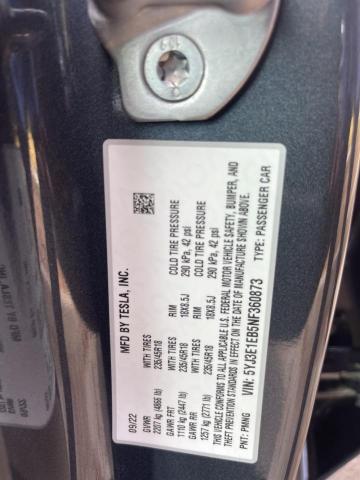 MFD BY TESLA, INC.
09/22
GVWR
2207 kg (4866 lb)
GAWR FRT
1110 kg (2447 lb)
GAWR RR
1257 kg (2771 lb)
WITH TIRES
235/45R18
WITH TIRES
235/45R18
RIM
18X8.5J
RIM
18X8.5J
COLD TIRE PRESSURE
290 kPa, 42 psi
COLD TIRE PRESSURE
290 kPa, 42 psi
THIS VEHICLE CONFORMS TO ALL APPLICABLE U.S. FEDERAL MOTOR VEHICLE SAFETY, BUMPER, AND
THEFT PREVENTION STANDARDS IN EFFECT ON THE DATE OF MANUFACTURE SHOWN ABOVE.
VIN: 5YJ3E1EB5NF360873
PNT: PMNG
TYPE: PASSENGER CAR